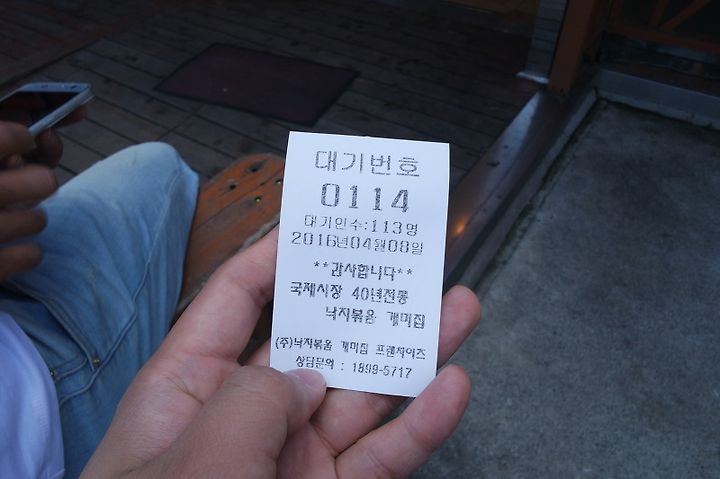 대기번호
0114
대기인수:113명
2016년04월08일
**감사합니다**
국제시장 40년전통
낙지볶음 개미집
(주)낙지볶음 개미집 프랜차이즈
상담문의 : 1899-5717